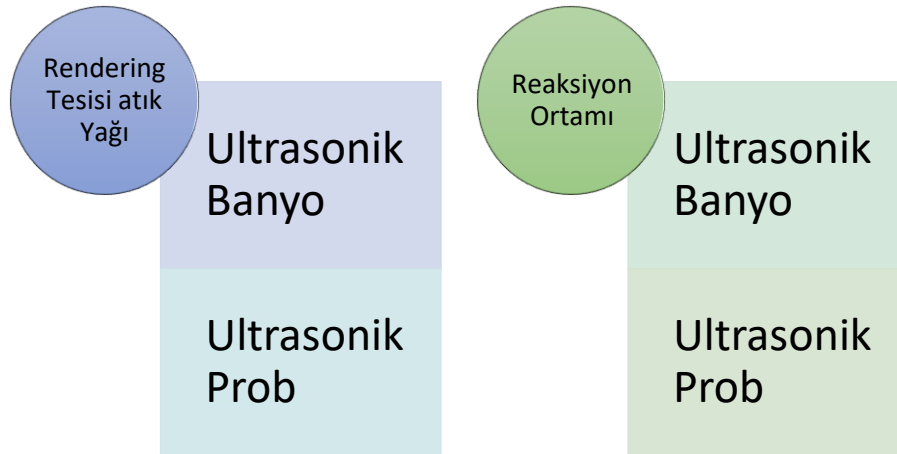 Rendering
Tesisi atık
Yağı
Ultrasonik
Banyo
Ultrasonik
Prob
Reaksiyon
Ortamı
Ultrasonik
Banyo
Ultrasonik
Prob